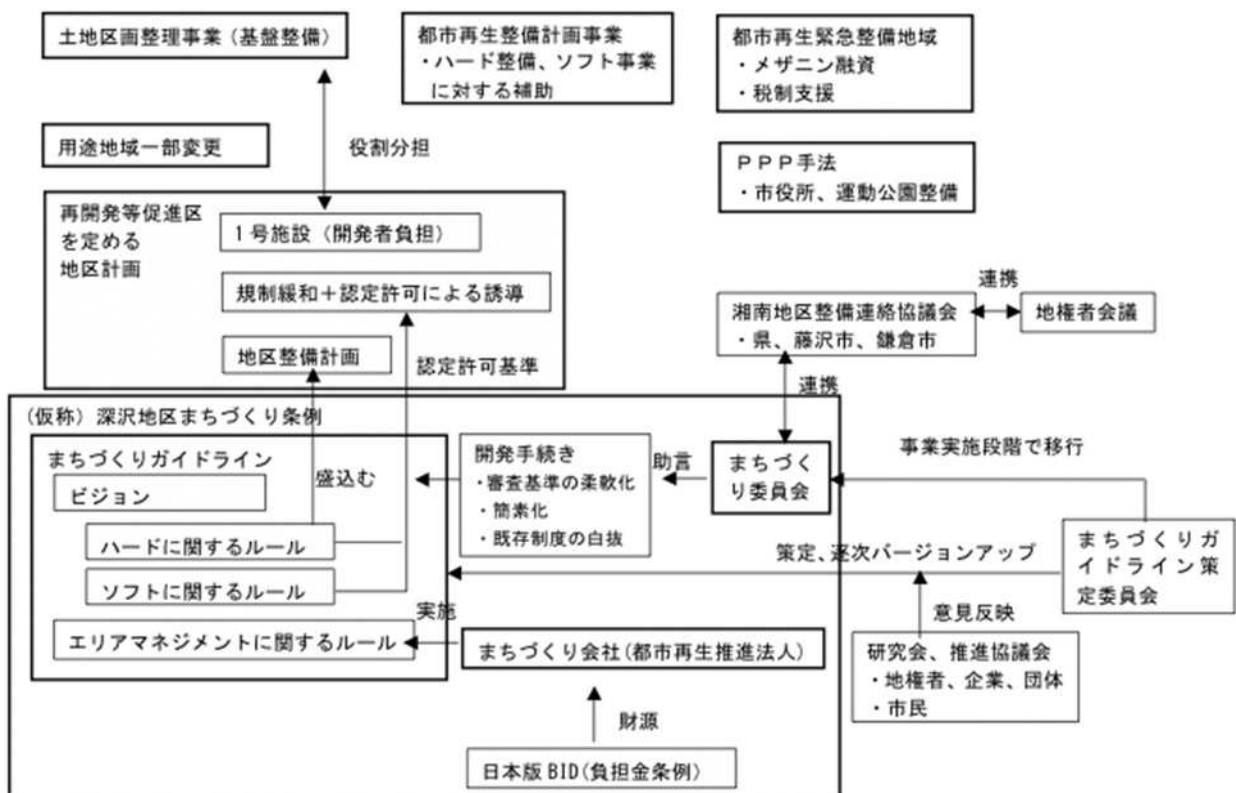 土地区画整理事業(基盤整備)
都市再生整備計画事業
・ハード整備、ソフト事業
に対する補助
都市再生緊急整備地域
・メザニン融資
・税制支援
用途地域一部変更
役割分担
PPP手法
・市役所、運動公園整備
再開発等促進区
を定める
地区計画
1号施設(開発者負担)
規制緩和+認定許可による誘導
地区整備計画
認定許可基準
湘南地区整備連絡協議会
・県、藤沢市、鎌倉市
連携
地権者会議
連携
(仮称)深沢地区まちづくり条例
まちづくりガイドライン
ビジョン
盛込む
ハードに関するルール
ソフトに関するルール
エリアマネジメントに関するルール
開発手続き
・審査基準の柔軟化
・簡素化
・既存制度の白抜
助言
まちづく
り委員会
事業実施段階で移行
策定、逐次バージョンアップ
まちづくりガ
イドライン策
定委員会
意見反映
研究会、推進協議会
・地権者、企業、団体
・市民
実施
まちづくり会社(都市再生推進法人)
財源
日本版BID(負担金条例)